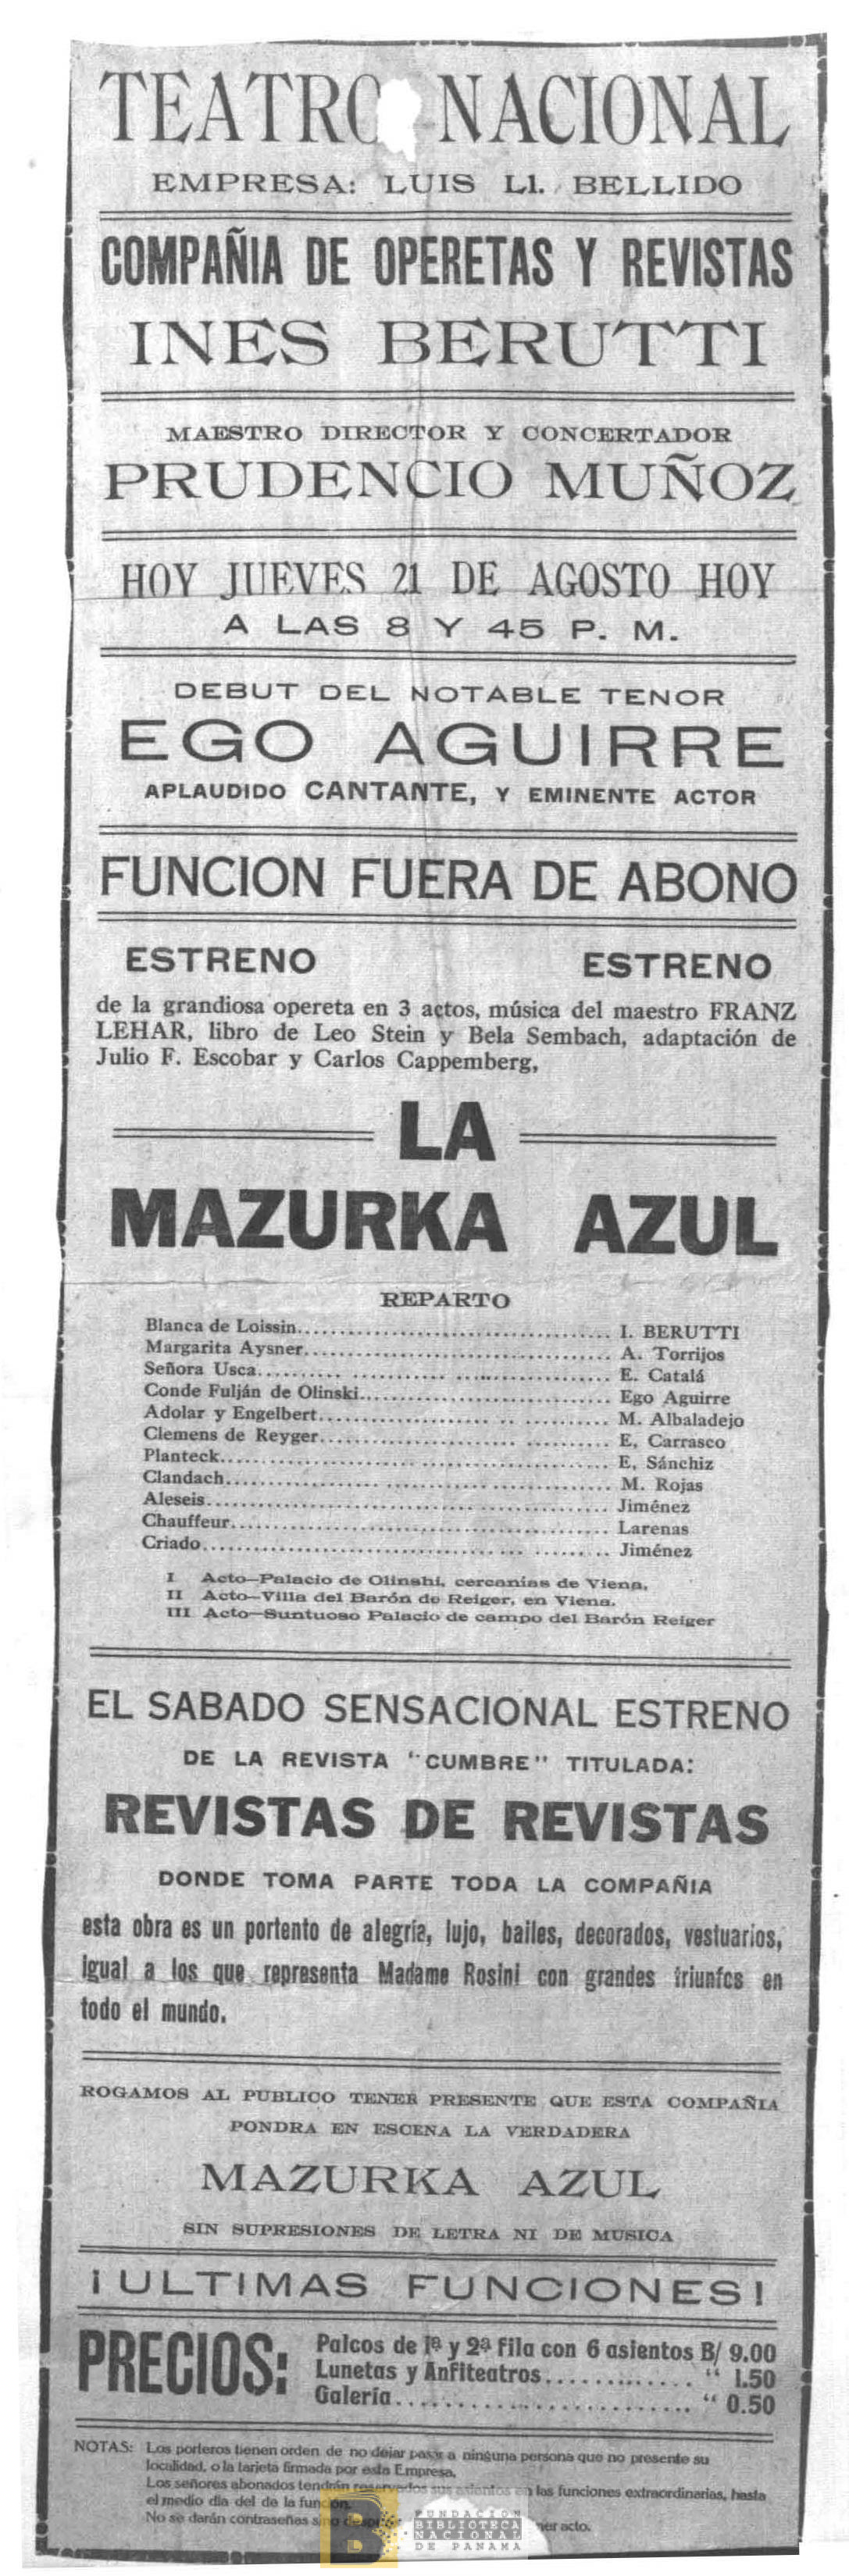 TEATRO NACIONAL
EMPRESA: LUIS Ll. BELLIDO
COMPAÑIA DE OPERETAS Y REVISTAS
INES BERUTTI
MAESTRO DIRECTOR Y CONCERTADOR
PRUDENCIO MUÑOZ
HOY JUEVES 21 DE AGOSTO HOY
A LAS 8 Y 45 P. M.
DEBUT DEL NOTABLE TENOR
EGO AGUIRRE
APLAUDIDO CANTANTE, Y EMINENTE ACTOR
FUNCION FUERA DE ABONO
ESTRENO ESTRENO
de la grandiosa opereta en 3 actos, música del maestro FRANZ
LEHAR, libro de Leo Stein y Bela Sembach, adaptación de
Julio F. Escobar y Carlos Cappemberg,
LA
MAZURKA AZUL
REPARTO
Blanca de Loissin.................... I. BERUTTI
Margarita Aysner.................... A. Torrijos
Señora Usca.................... E. Catalá
Conde Fulján de Olinski.................... Ego Aguirre
Adolar y Engelbert.................... M. Albaladejo
Clemens de Reyger.................... E, Carrasco
Planteck.................... E, Sánchiz
Clandach.................... M. Rojas
Aleseis.................... Jiménez
Chauffeur.................... Larenas
Criado.................... Jiménez
I Acto—Palacio de Olinshi, cercanías de Viena.
II Acto—Villa del Barón de Reiger, en Viena.
III Acto—Suntuoso Palacio de campo del Barón Reiger
EL SABADO SENSACIONAL ESTRENO
DE LA REVISTA "CUMBRE" TITULADA:
REVISTAS DE REVISTAS
DONDE TOMA PARTE TODA LA COMPAÑIA
esta obra es un portento de alegría, lujo, bailes, decorados, vestuarios,
igual a los que representa Madame Rosini con grandes triunfos en
todo el mundo.
ROGAMOS AL PUBLICO TENER PRESENTE QUE ESTA COMPAÑIA
PONDRA EN ESCENA LA VERDADERA
MAZURKA AZUL
SIN SUPRESIONES DE LETRA NI DE MUSICA
¡ULTIMAS FUNCIONES!
PRECIOS: Palcos de 1ª y 2ª fila con 6 asientos B/ 9.00
Lunetas y Anfiteatros............ " 1.50
Galería.................... " 0.50
NOTAS: Los porteros tienen orden de no dejar pasar a ninguna persona que no presente su
localidad, o la tarjeta firmada por esta Empresa.
Los señores abonados tendrán reservados sus asientos en las funciones extraordinarias, hasta
el medio dia del de la función.
No se darán contraseñas sino acto.
B
FUNDACIÓN
BIBLIOTECA
NACIONAL
DE PANAMÁ